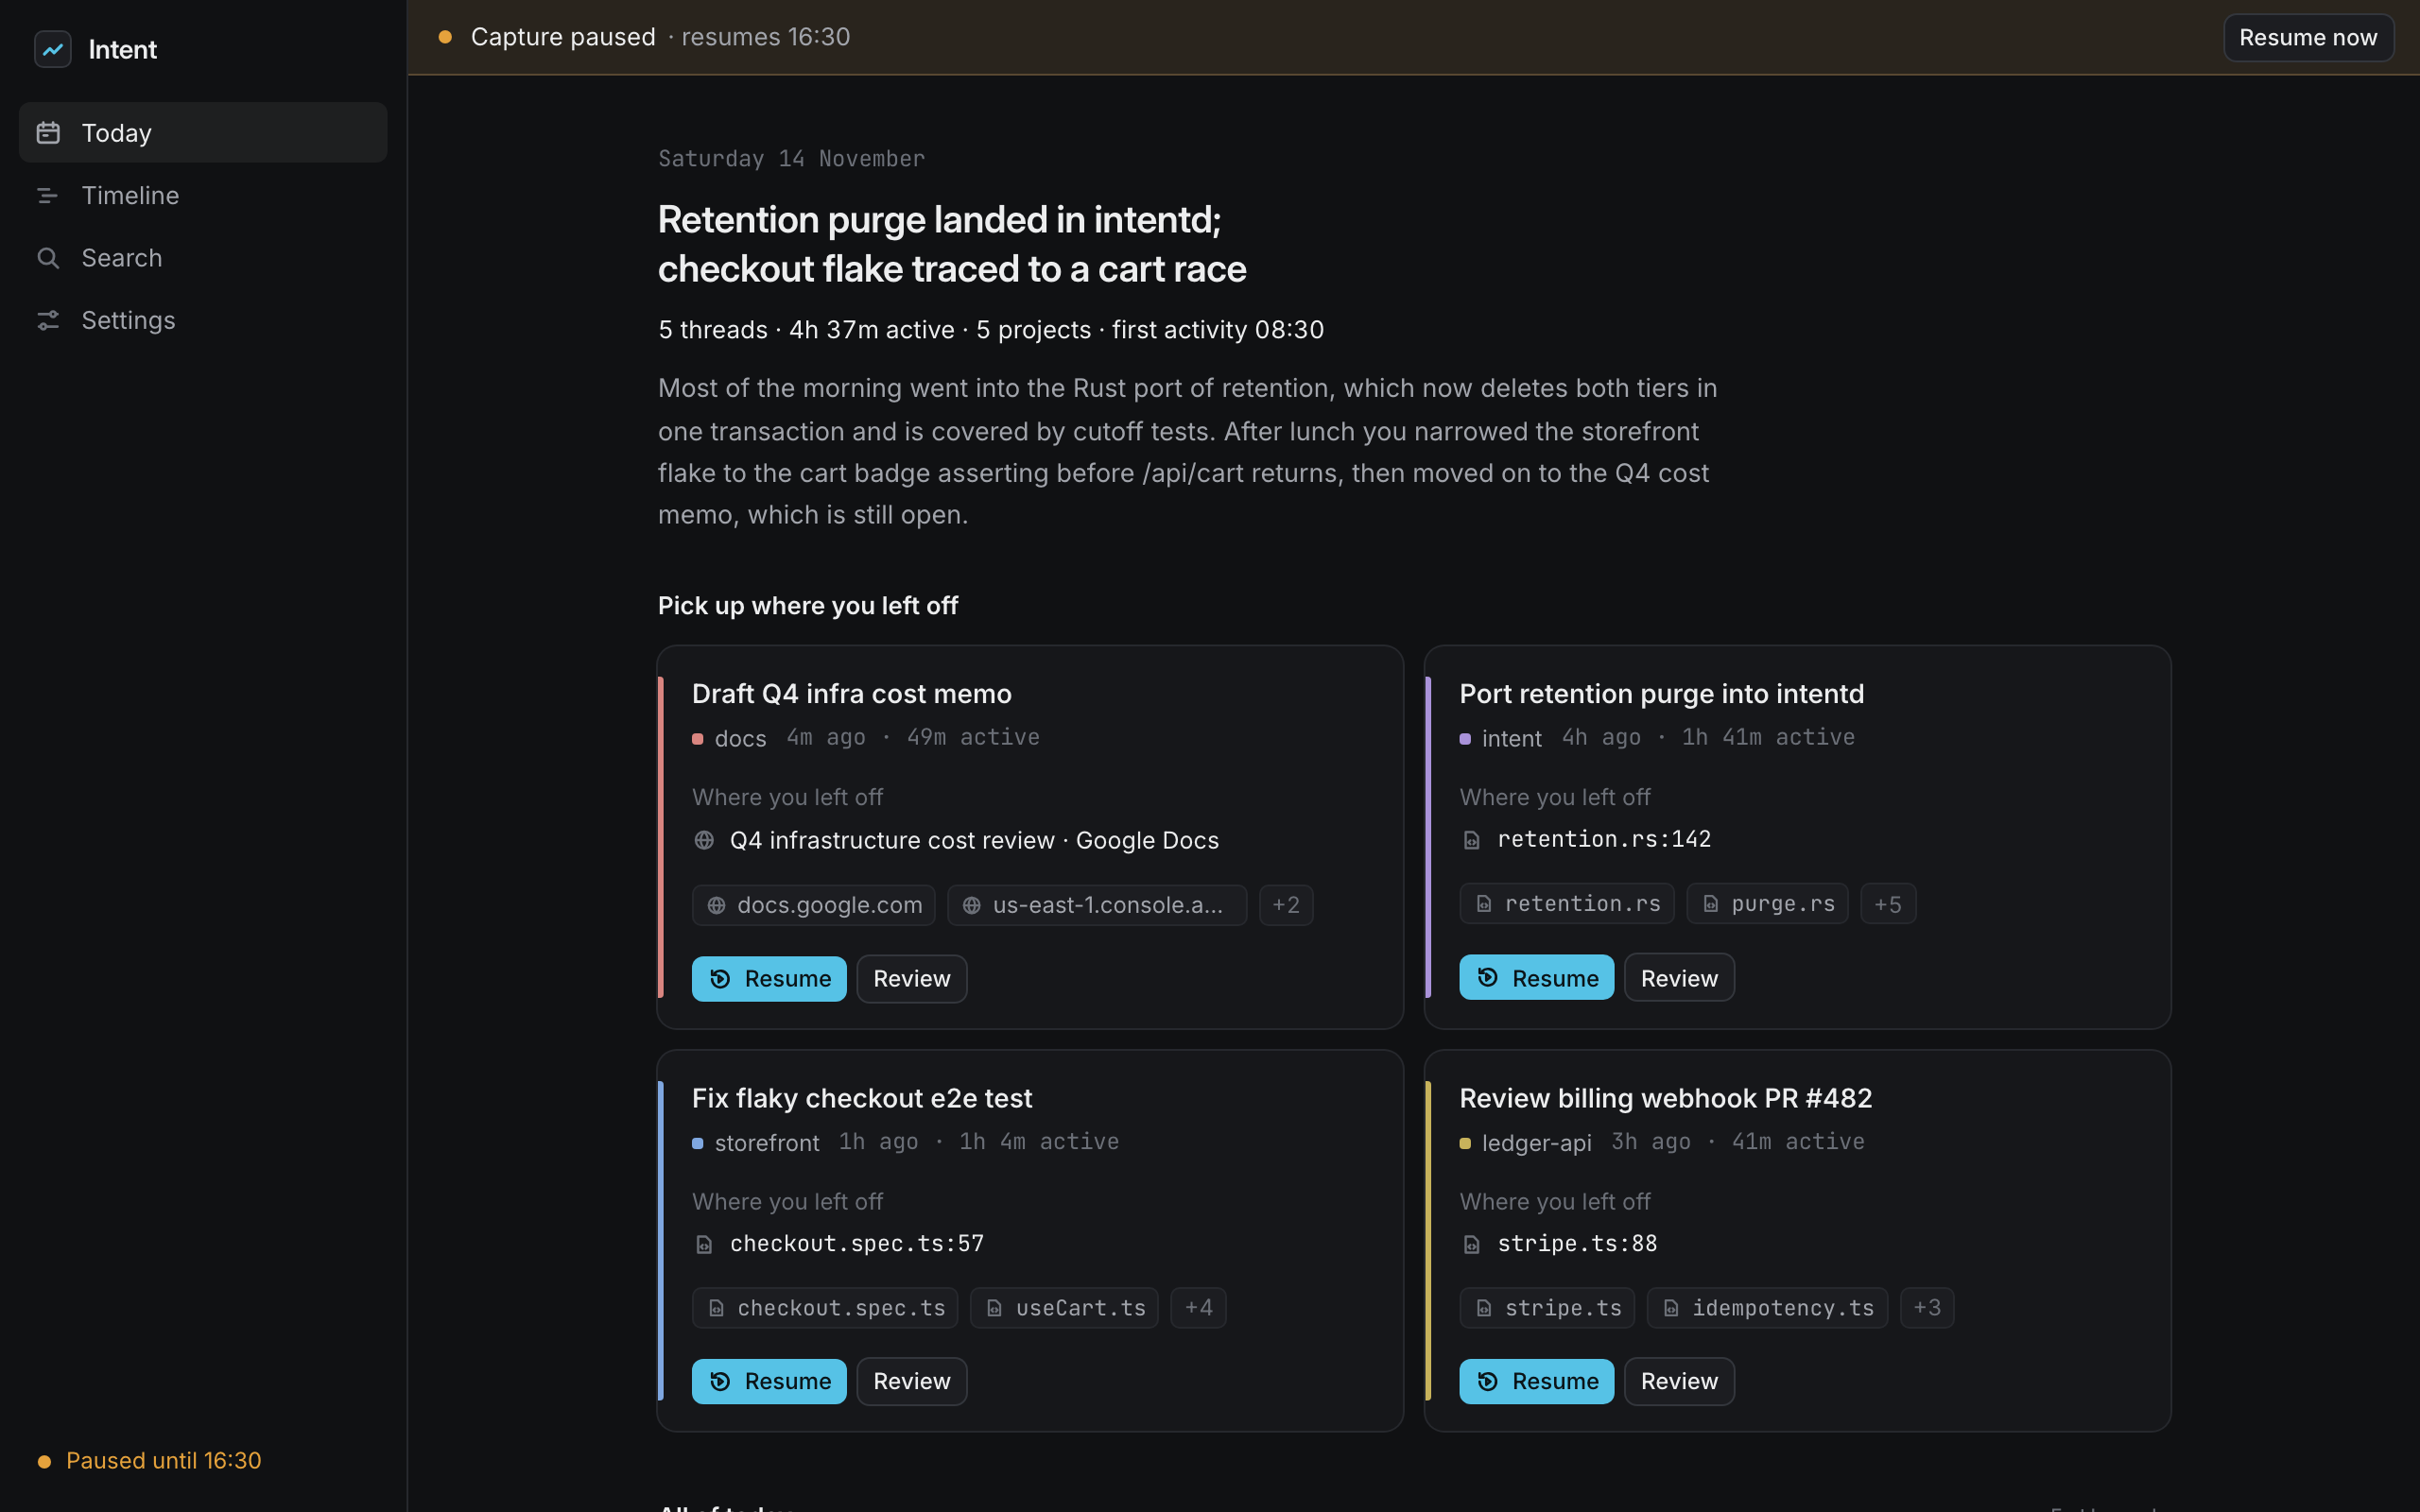 Intent
Today
Timeline
Search
Settings
Paused until 16:30
Capture paused · resumes 16:30
Resume now
Saturday 14 November
Retention purge landed in intentd;
checkout flake traced to a cart race
5 threads · 4h 37m active · 5 projects · first activity 08:30
Most of the morning went into the Rust port of retention, which now deletes both tiers in
one transaction and is covered by cutoff tests. After lunch you narrowed the storefront
flake to the cart badge asserting before /api/cart returns, then moved on to the Q4 cost
memo, which is still open.
Pick up where you left off
Draft Q4 infra cost memo
docs 4m ago · 49m active
Where you left off
Q4 infrastructure cost review · Google Docs
docs.google.com us-east-1.console.a... +2
Resume Review
Port retention purge into intentd
intent 4h ago · 1h 41m active
Where you left off
retention.rs:142
retention.rs purge.rs +5
Resume Review
Fix flaky checkout e2e test
storefront 1h ago · 1h 4m active
Where you left off
checkout.spec.ts:57
checkout.spec.ts useCart.ts +4
Resume Review
Review billing webhook PR #482
ledger-api 3h ago · 41m active
Where you left off
stripe.ts:88
stripe.ts idempotency.ts +3
Resume Review